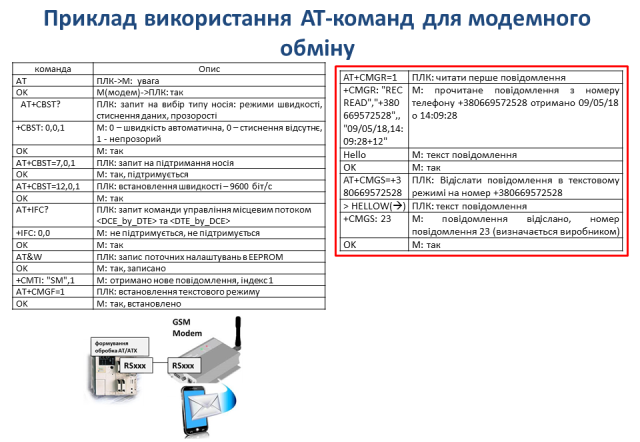 Приклад використання АТ-команд для модемного
обміну
команда Опис
AT ПЛК->М: увага
OK М(модем)->ПЛК: так
AT+CBST? ПЛК: запит на вибір типу носія: режими швидкості,
стиснення даних, прозорості
+CBST: 0,0,1 М: 0 – швидкість автоматична, 0 – стиснення відсутнє,
1 - непрозорий
OK М: так
AT+CBST=7,0,1 ПЛК: запит на підтримання носія
OK М: так, підтримується
AT+CBST=12,0,1 ПЛК: встановлення швидкості – 9600 біт/с
OK М: так
AT+IFC? ПЛК: запит команди управління місцевим потоком
<DCE_by_DTE> та <DTE_by_DCE>
+IFC: 0,0 М: не підтримується, не підтримується
OK М: так
AT&W ПЛК: запис поточних налаштувань в EEPROM
OK М: так, записано
+CMTI: "SM",1 М: отримано нове повідомлення, індекс 1
AT+CMGF=1 ПЛК: встановлення текстового режиму
OK М: так, встановлено
AT+CMGR=1 ПЛК: читати перше повідомлення
+CMGR: "REC М: прочитане повідомлення з номеру
READ","+380 телефону +380669572528 отримано 09/05/18
669572528",, о 14:09:28
"09/05/18,14:
09:28+12"
Hello М: текст повідомлення
OK М: так
AT+CMGS=+3 ПЛК: Відіслати повідомлення в текстовому
80669572528 режимі на номер +380669572528
> HELLOW(→) ПЛК: текст повідомлення
+CMGS: 23 М: повідомлення відіслано, номер
повідомлення 23 (визначається виробником)
OK М: так
GSM
Modem
формування
обробка АТ/АТХ
RSxxx RSxxx